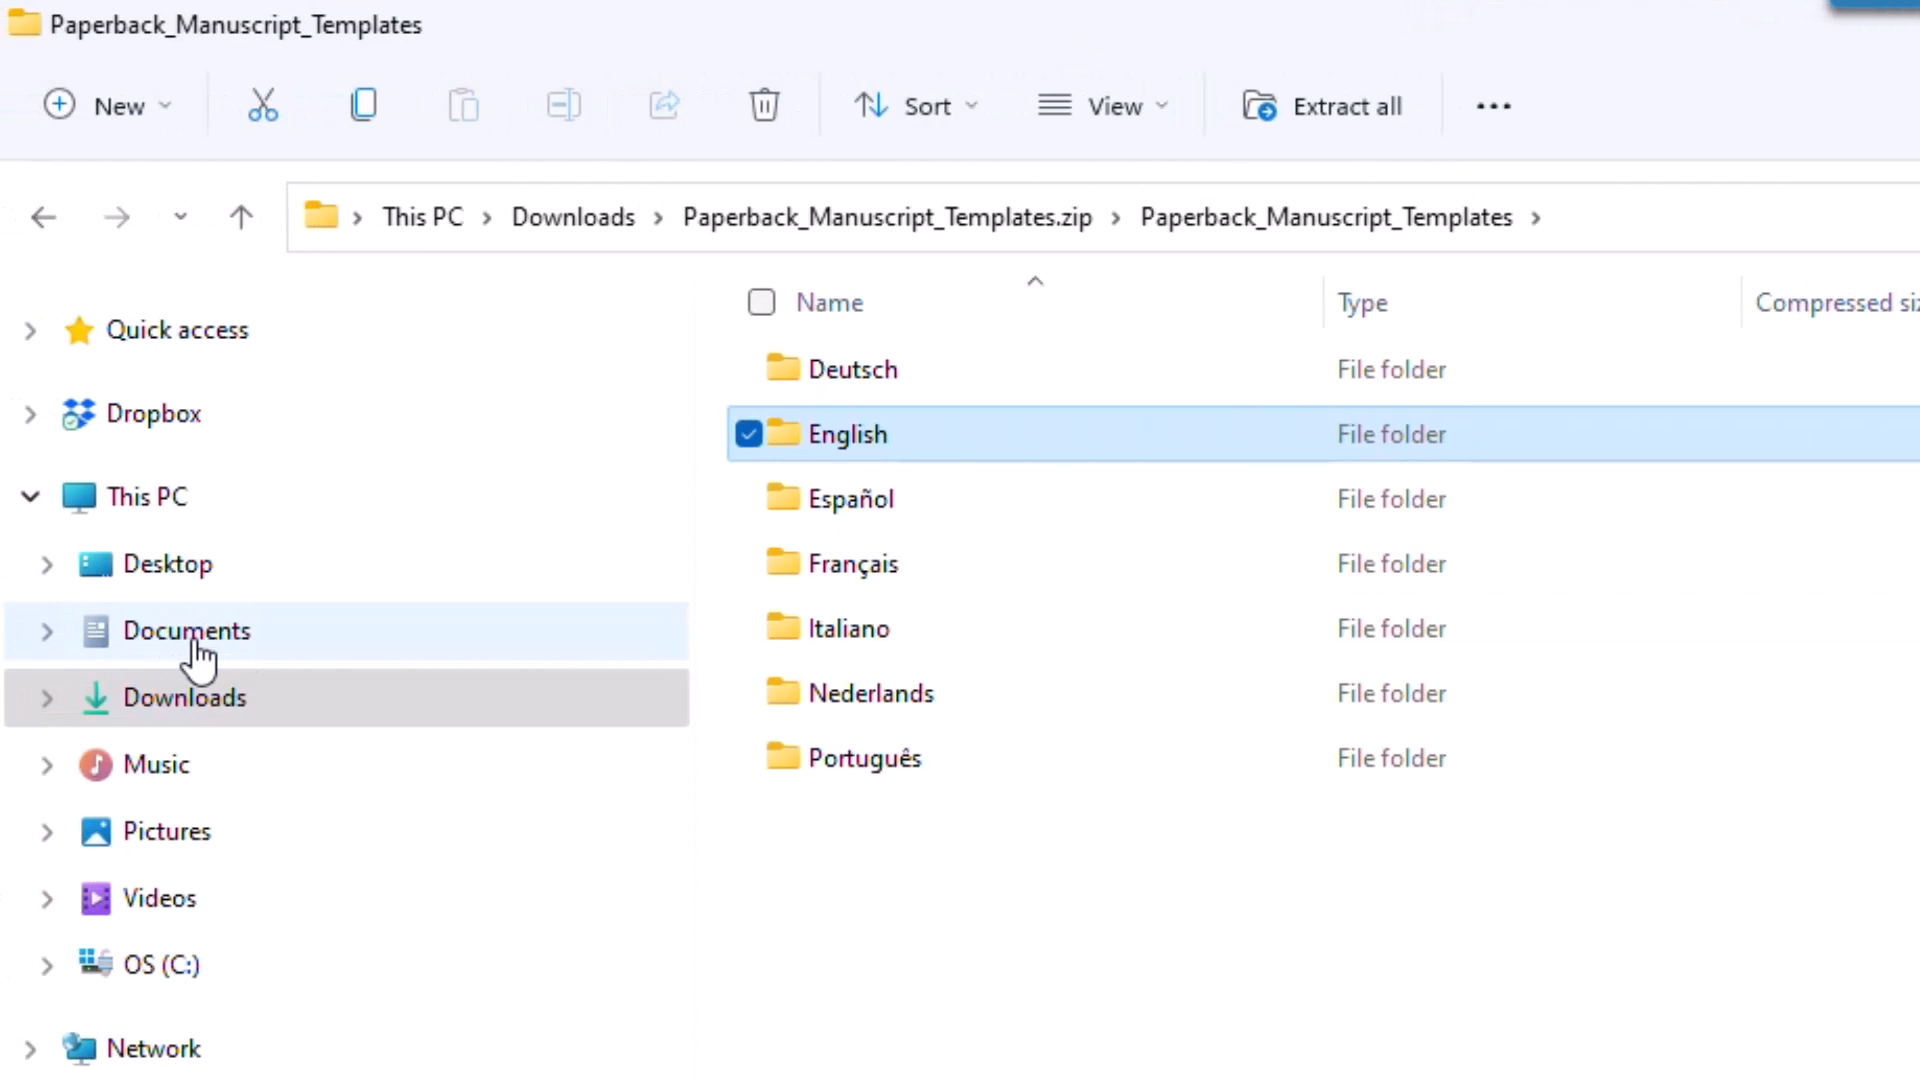 Paperback_Manuscript_Templates
New Sort View Extract all
This PC Downloads Paperback_Manuscript_Templates.zip Paperback_Manuscript_Templates
Quick access
Dropbox
This PC
Desktop
Documents
Downloads
Music
Pictures
Videos
OS (C:)
Network
Name Type Compressed siz
Deutsch File folder
English File folder
Español File folder
Français File folder
Italiano File folder
Nederlands File folder
Português File folder